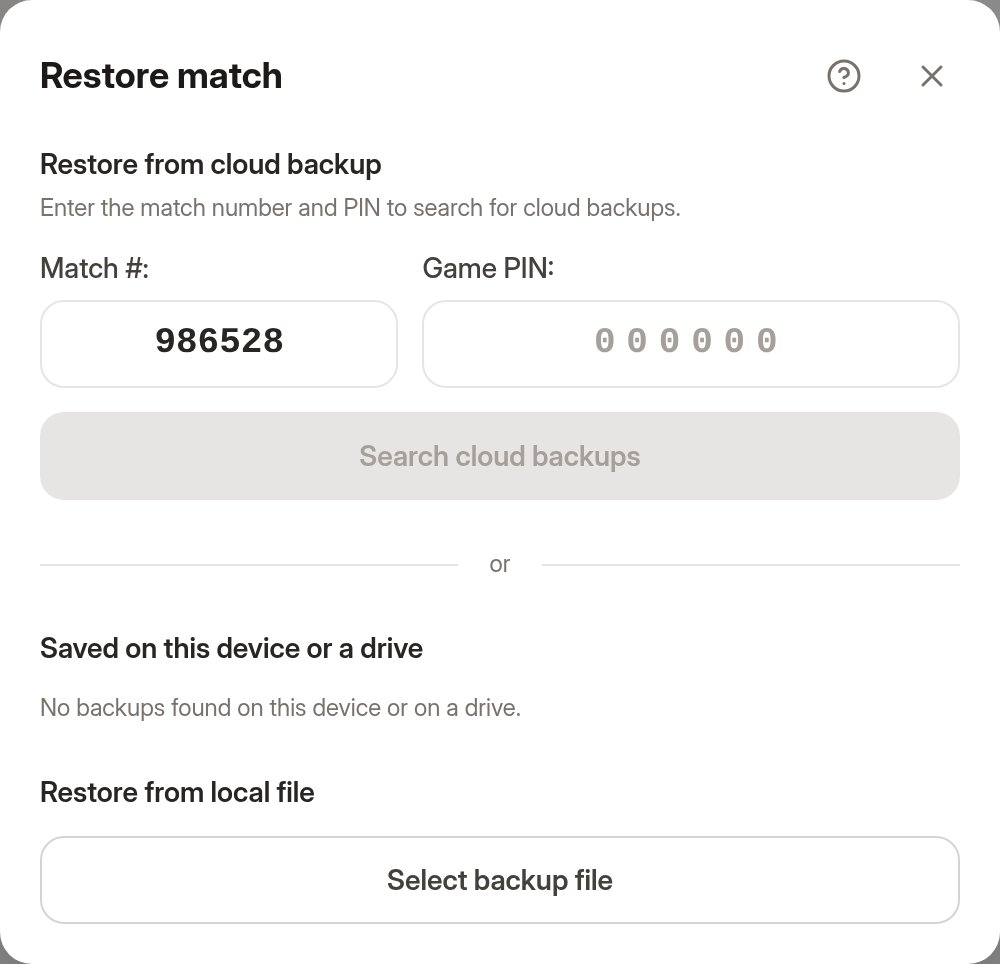 Restore match
Restore from cloud backup
Enter the match number and PIN to search for cloud backups.
Match #:
Game PIN:
986528
000000
Search cloud backups
or
Saved on this device or a drive
No backups found on this device or on a drive.
Restore from local file
Select backup file